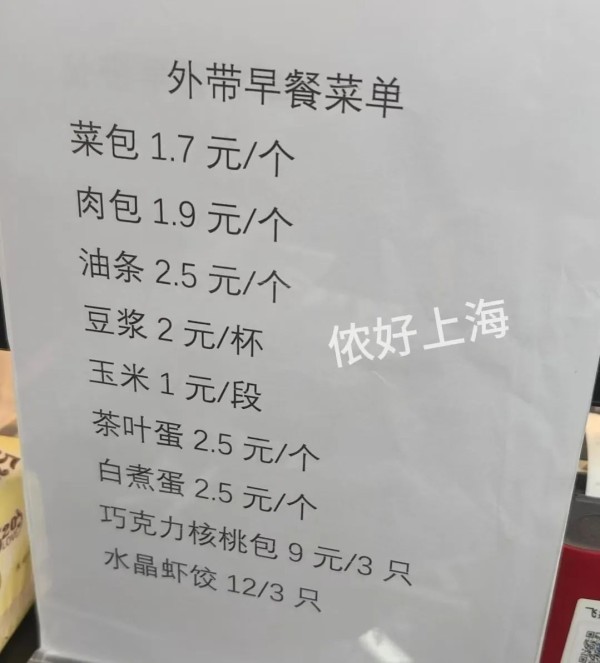 外带早餐菜单
菜包 1.7 元/个
肉包 1.9 元/个
油条 2.5 元/个
豆浆 2 元/杯
侬好上海
玉米 1 元/段
茶叶蛋 2.5 元/个
白煮蛋 2.5 元/个
巧克力核桃包 9 元/3 只
水晶虾饺 12/3 只